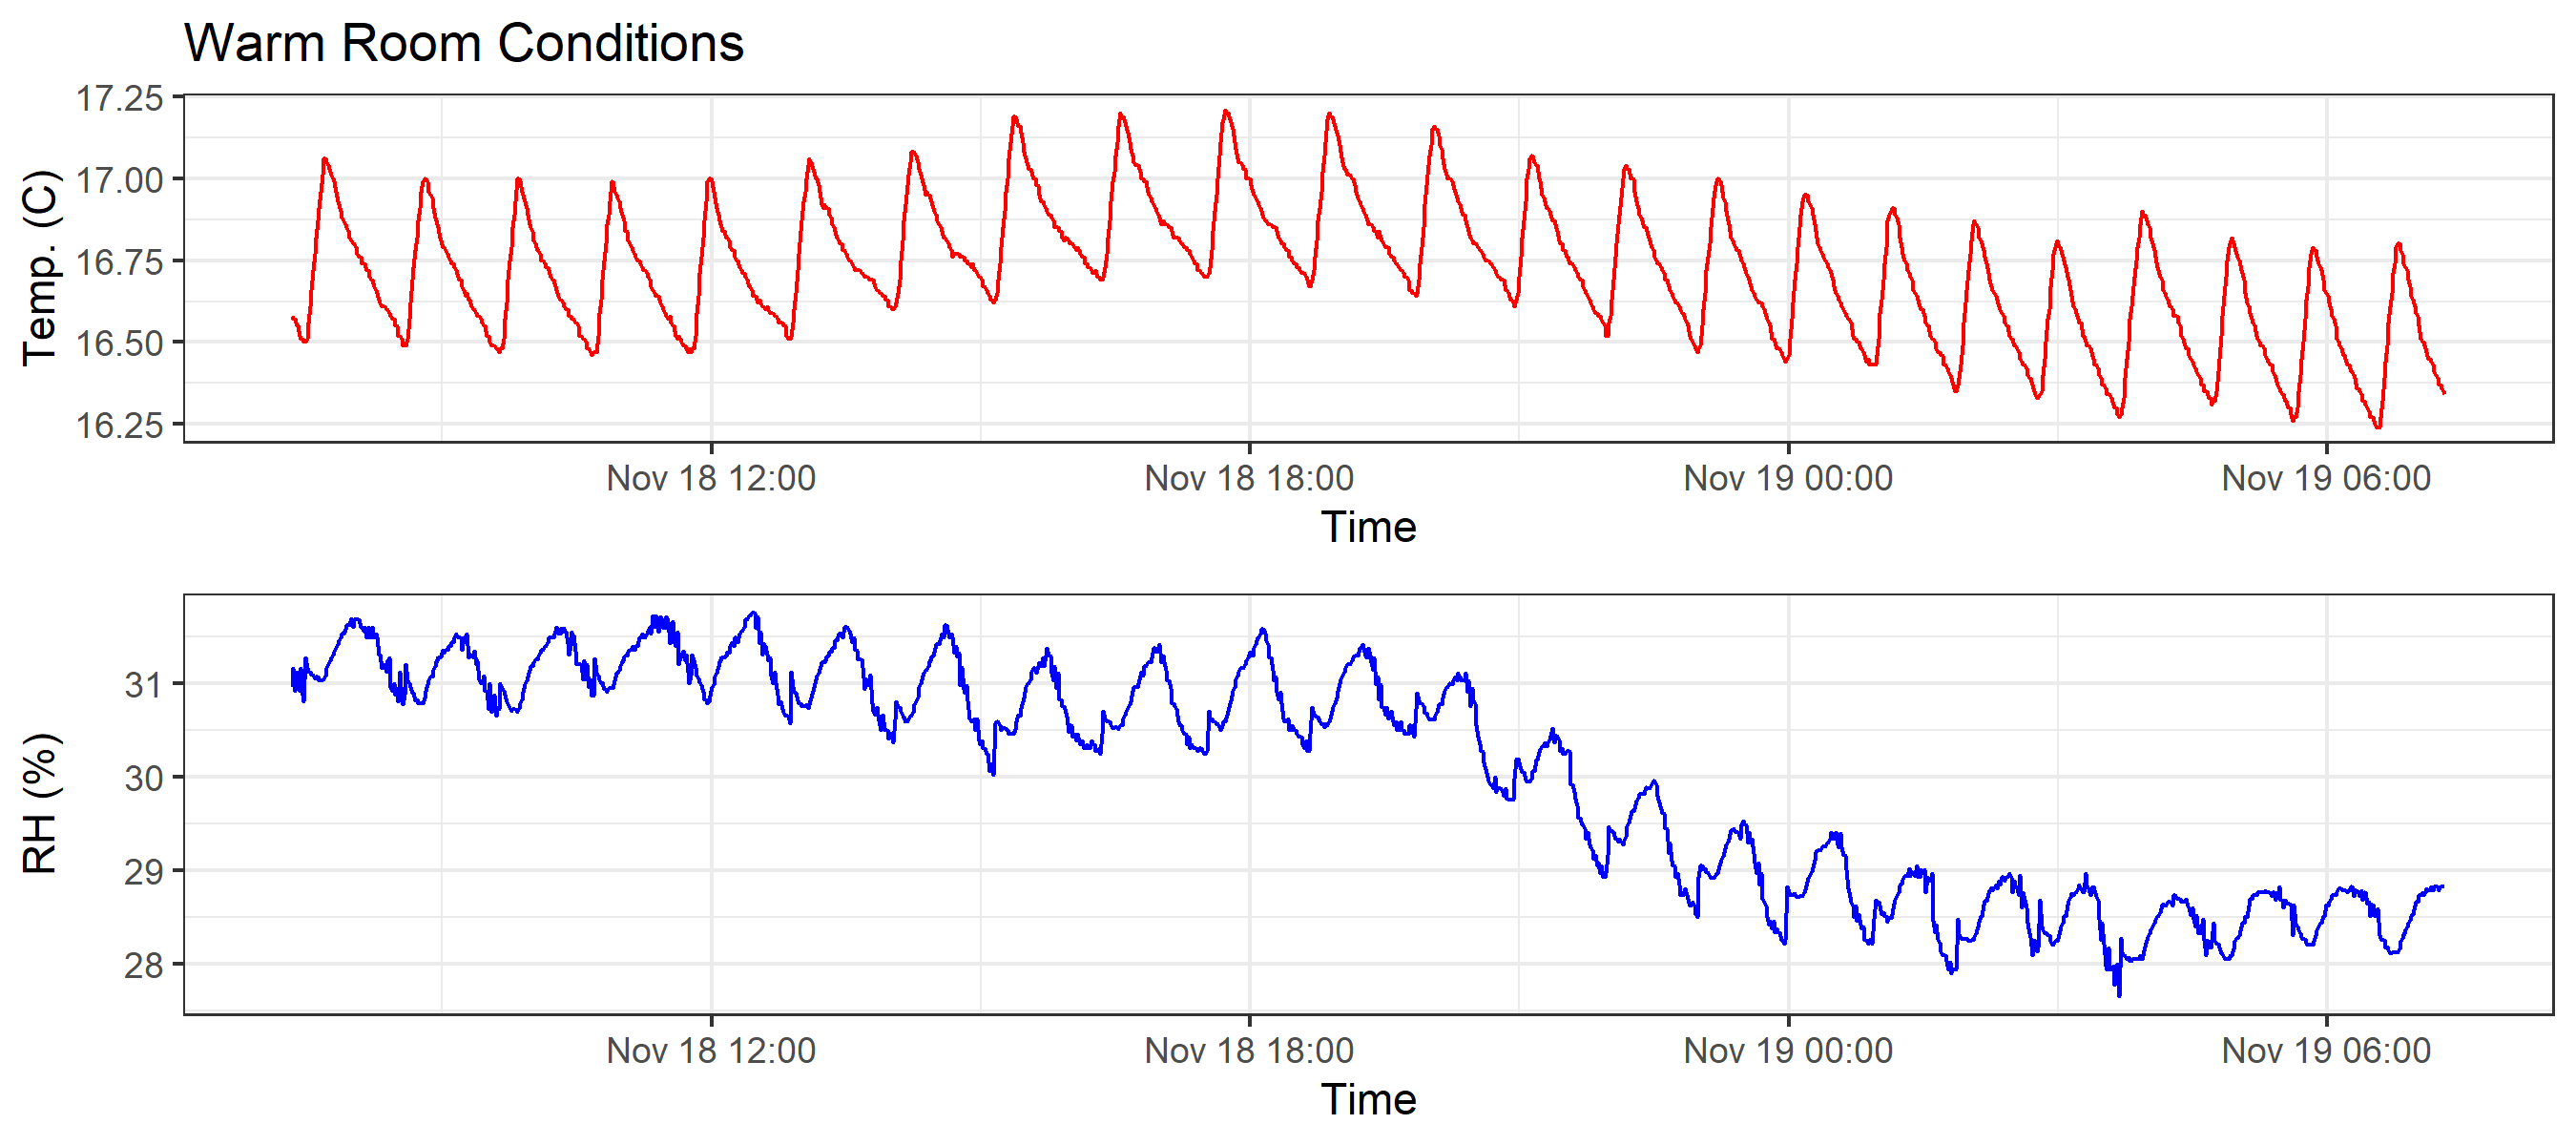 Warm Room Conditions
17.25
17.00
16.75
16.50
16.25
Temp. (C)
Nov 18 12:00 Nov 18 18:00 Nov 19 00:00 Nov 19 06:00
Time
31
30
29
28
RH (%)
Nov 18 12:00 Nov 18 18:00 Nov 19 00:00 Nov 19 06:00
Time